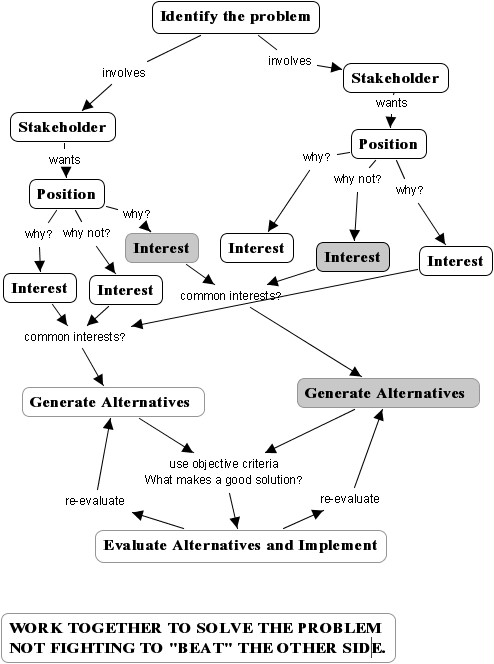 Identify the problem
involves
involves
Stakeholder
wants
Stakeholder
Position
wants
why?
Position
why not?
why?
why?
why?
why not?
Interest
Interest
Interest
Interest
Interest
Interest
common interests?
common interests?
Generate Alternatives
Generate Alternatives
use objective criteria
What makes a good solution?
re-evaluate
re-evaluate
Evaluate Alternatives and Implement
WORK TOGETHER TO SOLVE THE PROBLEM
NOT FIGHTING TO "BEAT" THE OTHER SIDE.